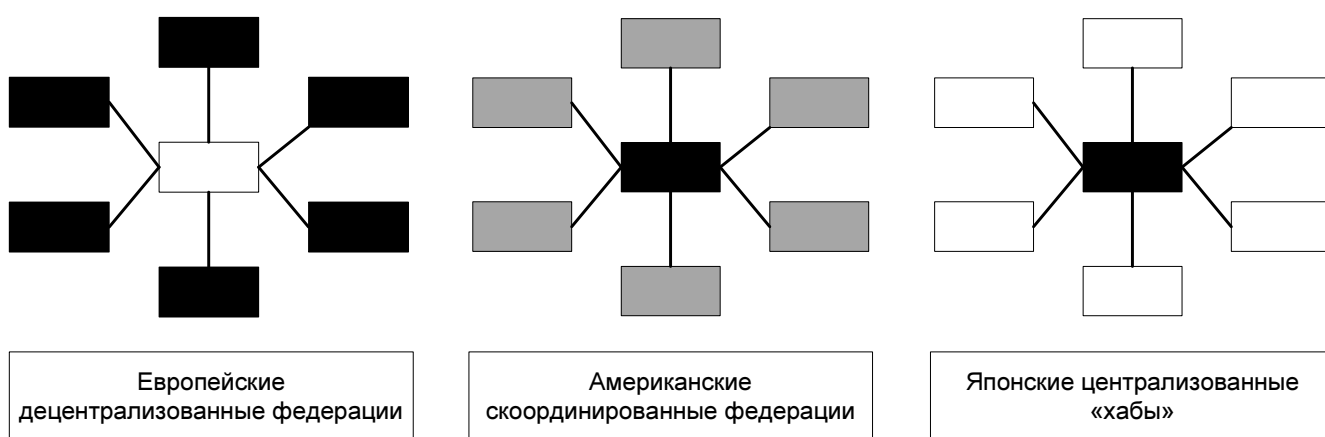 Европейские
децентрализованные федерации
Американские
скоординированные федерации
Японские централизованные
«хабы»